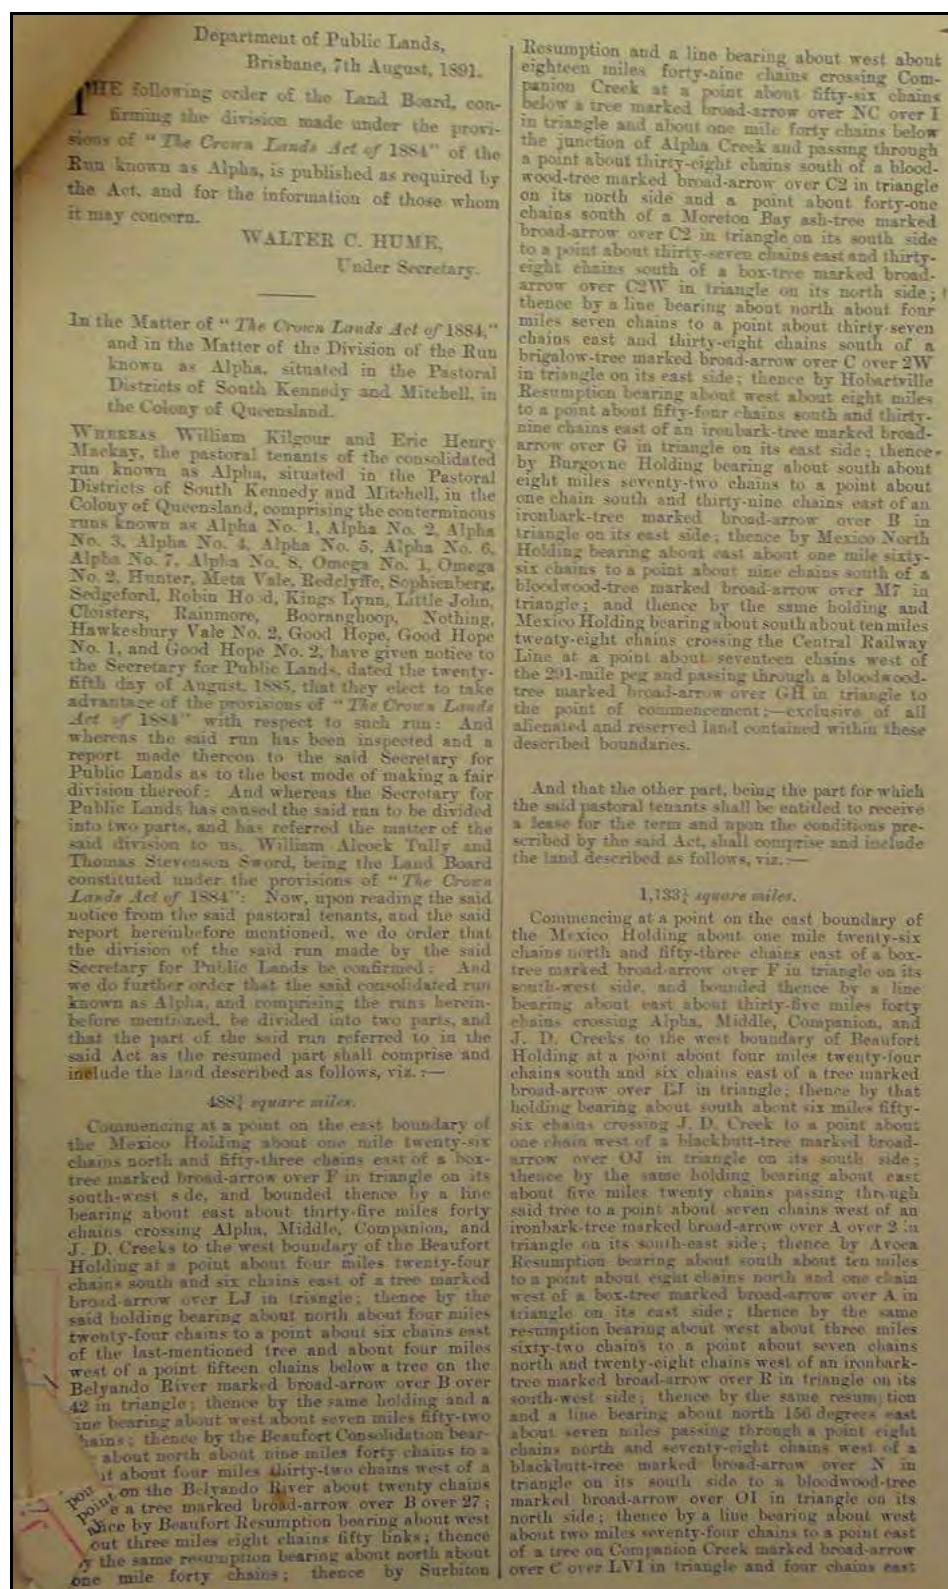 Department of Public Lands,
Brisbane, 7th August, 1891.
THE following order of the Land Board, con-
firming the division made under the provi-
sions of "The Crown Lands Act of 1884" of the
Run known as Alpha, is published as required by
the Act, and for the information of those whom
it may concern.
WALTER C. HUME,
Under Secretary.
In the Matter of "The Crown Lands Act of 1884,"
and in the Matter of the Division of the Run
known as Alpha, situated in the Pastoral
Districts of South Kennedy and Mitchell, in
the Colony of Queensland.
WHEREAS William Kilgour and Eric Henry
Mackay, the pastoral tenants of the consolidated
run known as Alpha, situated in the Pastoral
Districts of South Kennedy and Mitchell, in the
Colony of Queensland, comprising the conterminous
runs known as Alpha No. 1, Alpha No. 2, Alpha
No. 3, Alpha No. 4, Alpha No. 5, Alpha No. 6,
Alpha No. 7, Alpha No. 8, Omega No. 1, Omega
No. 2, Hunter, Meta Vale, Redclyffe, Sophienberg,
Sedgeford, Robin Hood, Kings Lynn, Little John,
Cloisters, Rainmore, Booranghoop, Nothing,
Hawkesbury Vale No. 2, Good Hope, Good Hope
No. 1, and Good Hope No. 2, have given notice to
the Secretary for Public Lands, dated the twenty-
fifth day of August, 1885, that they elect to take
advantage of the provisions of "The Crown Lands
Act of 1884" with respect to such run: And
whereas the said run has been inspected and a
report made thereon to the said Secretary for
Public Lands as to the best mode of making a fair
division thereof: And whereas the Secretary for
Public Lands has caused the said run to be divided
into two parts, and has referred the matter of the
said division to us, William Alcock Tully and
Thomas Stevenson Sword, being the Land Board
constituted under the provisions of "The Crown
Lands Act of 1884": Now, upon reading the said
notice from the said pastoral tenants, and the said
report hereinbefore mentioned, we do order that
the division of the said run made by the said
Secretary for Public Lands be confirmed: And
we do further order that the said consolidated run
known as Alpha, and comprising the runs herein-
before mentioned, be divided into two parts, and
that the part of the said run referred to in the
said Act as the resumed part shall comprise and
include the land described as follows, viz.:—
488¾ square miles.
Commencing at a point on the east boundary of
the Mexico Holding about one mile twenty-six
chains north and fifty-three chains east of a box-
tree marked broad-arrow over F in triangle on its
south-west side, and bounded thence by a line
bearing about east about thirty-five miles forty
chains crossing Alpha, Middle, Companion, and
J. D. Creeks to the west boundary of the Beaufort
Holding at a point about four miles twenty-four
chains south and six chains east of a tree marked
broad-arrow over LJ in triangle; thence by the
said holding bearing about north about four miles
twenty-four chains to a point about six chains east
of the last-mentioned tree and about four miles
west of a point fifteen chains below a tree on the
Belyando River marked broad-arrow over B over
42 in triangle; thence by the same holding and a
line bearing about west about seven miles fifty-two
chains; thence by the Beaufort Consolidation bear-
about north about nine miles forty chains to a
about four miles thirty-two chains west of a
point on the Belyando River about twenty chains
a tree marked broad-arrow over B over 27;
by Beaufort Resumption bearing about west
three miles eight chains fifty links; thence
the same resumption bearing about north about
one mile forty chains; thence by Surbiton
Resumption and a line bearing about west about
eighteen miles forty-nine chains crossing Com-
panion Creek at a point about fifty-six chains
below a tree marked broad-arrow over NC over I
in triangle and about one mile forty chains below
the junction of Alpha Creek and passing through
a point about thirty-eight chains south of a blood-
wood-tree marked broad-arrow over C2 in triangle
on its north side and a point about forty-one
chains south of a Moreton Bay ash-tree marked
broad-arrow over C2 in triangle on its south side
to a point about thirty-seven chains east and thirty-
eight chains south of a box-tree marked broad-
arrow over C2W in triangle on its north side;
thence by a line bearing about north about four
miles seven chains to a point about thirty-seven
chains east and thirty-eight chains south of a
brigalow-tree marked broad-arrow over C over 2W
in triangle on its east side; thence by Hobartville
Resumption bearing about west about eight miles
to a point about fifty-four chains south and thirty-
nine chains east of an ironbark-tree marked broad-
arrow over G in triangle on its east side; thence
by Burgoyne Holding bearing about south about
eight miles seventy-two chains to a point about
one chain south and thirty-nine chains east of an
ironbark-tree marked broad-arrow over B in
triangle on its east side; thence by Mexico North
Holding bearing about east about one mile sixty-
six chains to a point about nine chains south of a
bloodwood-tree marked broad-arrow over M7 in
triangle; and thence by the same holding and
Mexico Holding bearing about south about ten miles
twenty-eight chains crossing the Central Railway
Line at a point about seventeen chains west of
the 291-mile peg and passing through a bloodwood-
tree marked broad-arrow over GH in triangle to
the point of commencement;—exclusive of all
alienated and reserved land contained within these
described boundaries.
And that the other part, being the part for which
the said pastoral tenants shall be entitled to receive
a lease for the term and upon the conditions pre-
scribed by the said Act, shall comprise and include
the land described as follows, viz.:—
1,133¼ square miles.
Commencing at a point on the east boundary of
the Mexico Holding about one mile twenty-six
chains north and fifty-three chains east of a box-
tree marked broad-arrow over F in triangle on its
south-west side, and bounded thence by a line
bearing about east about thirty-five miles forty
chains crossing Alpha, Middle, Companion, and
J. D. Creeks to the west boundary of Beaufort
Holding at a point about four miles twenty-four
chains south and six chains east of a tree marked
broad-arrow over LJ in triangle; thence by that
holding bearing about south about six miles fifty-
six chains crossing J. D. Creek to a point about
one chain west of a blackbutt-tree marked broad-
arrow over OJ in triangle on its south side;
thence by the same holding bearing about east
about five miles twenty chains passing through
said tree to a point about seven chains west of an
ironbark-tree marked broad-arrow over A over 2 in
triangle on its south-east side; thence by Avoca
Resumption bearing about south about ten miles
to a point about eight chains north and one chain
west of a box-tree marked broad-arrow over A in
triangle on its east side; thence by the same
resumption bearing about west about three miles
sixty-two chains to a point about seven chains
north and twenty-eight chains west of an ironbark-
tree marked broad-arrow over R in triangle on its
south-west side; thence by the same resumption
and a line bearing about north 156 degrees east
about seven miles passing through a point eight
chains north and seventy-eight chains west of a
blackbutt-tree marked broad-arrow over N in
triangle on its south side to a bloodwood-tree
marked broad-arrow over OI in triangle on its
north side; thence by a line bearing about west
about two miles seventy-four chains to a point east
of a tree on Companion Creek marked broad-arrow
over C over LVI in triangle and four chains east